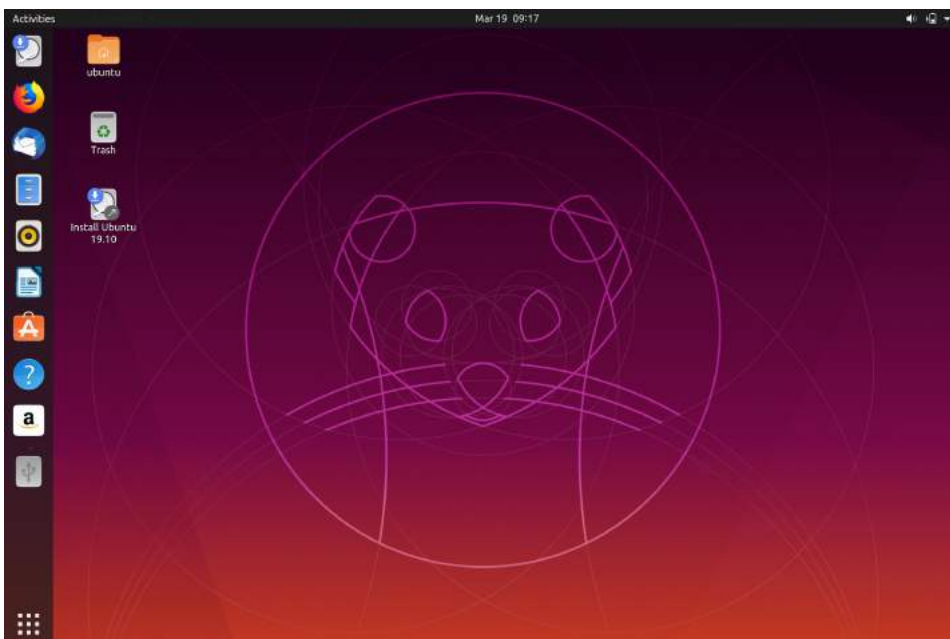 Activities
Mar 19 09:17
ubuntu
Trash
Install Ubuntu
19.10
?
a